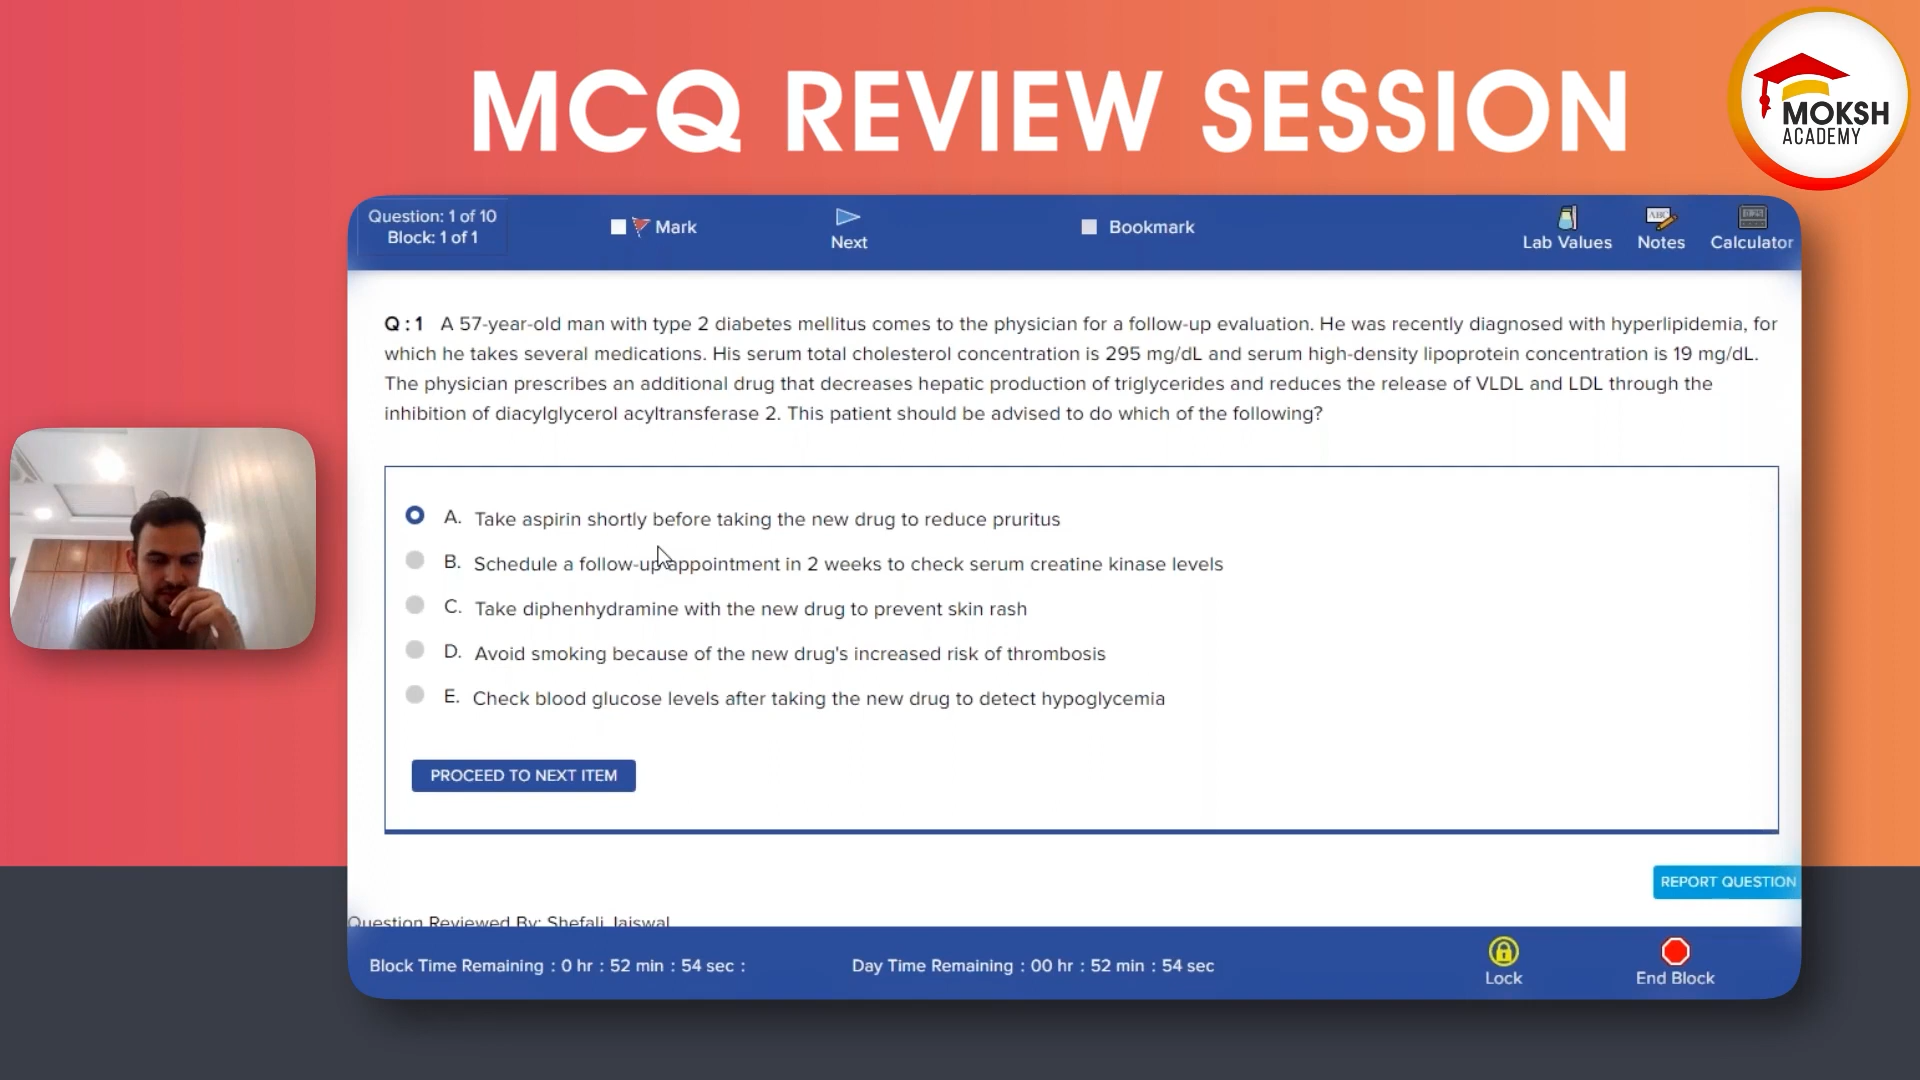 MCQ REVIEW SESSION
MOKSH
ACADEMY
Question: 1 of 10
Block: 1 of 1
Mark
Next
Bookmark
Lab Values
ABC
Notes
Calculator
Q : 1 A 57-year-old man with type 2 diabetes mellitus comes to the physician for a follow-up evaluation. He was recently diagnosed with hyperlipidemia, for
which he takes several medications. His serum total cholesterol concentration is 295 mg/dL and serum high-density lipoprotein concentration is 19 mg/dL.
The physician prescribes an additional drug that decreases hepatic production of triglycerides and reduces the release of VLDL and LDL through the
inhibition of diacylglycerol acyltransferase 2. This patient should be advised to do which of the following?
A. Take aspirin shortly before taking the new drug to reduce pruritus
B. Schedule a follow-up appointment in 2 weeks to check serum creatine kinase levels
C. Take diphenhydramine with the new drug to prevent skin rash
D. Avoid smoking because of the new drug's increased risk of thrombosis
E. Check blood glucose levels after taking the new drug to detect hypoglycemia
PROCEED TO NEXT ITEM
REPORT QUESTION
Question Reviewed By: Shefali Jaiswal
Block Time Remaining : 0 hr : 52 min : 54 sec :
Day Time Remaining : 00 hr : 52 min : 54 sec
Lock
End Block